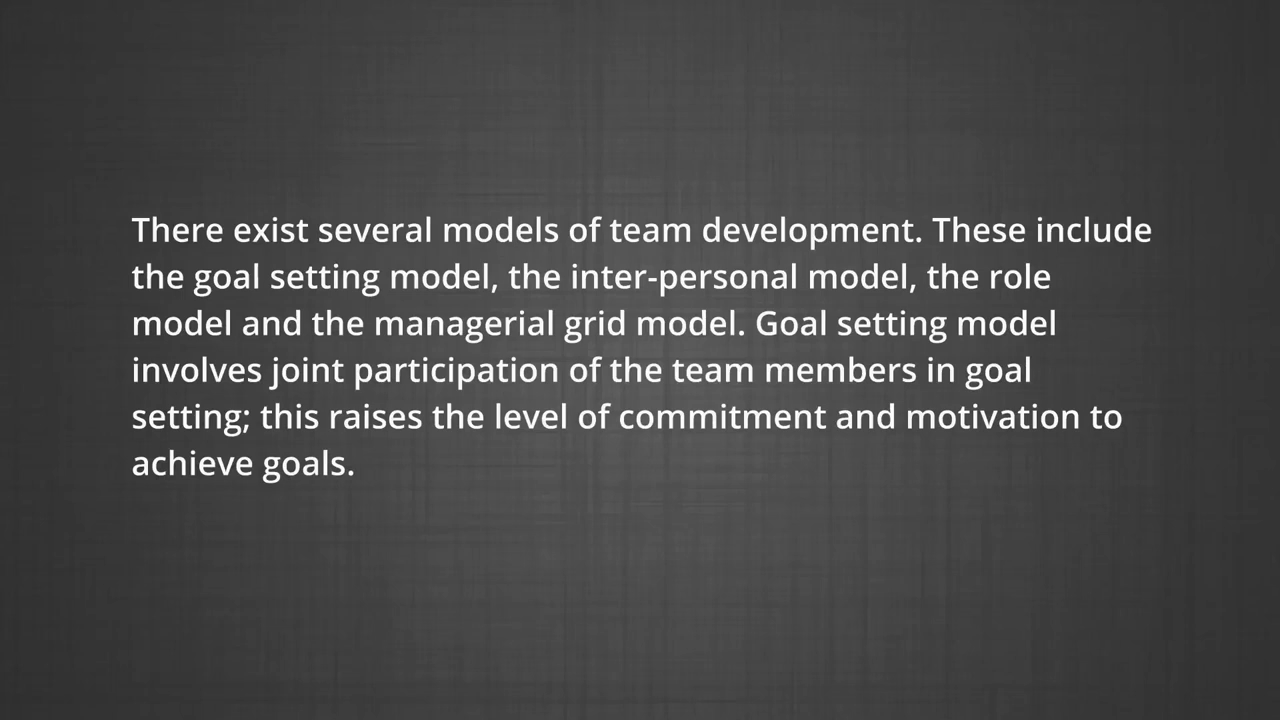 There exist several models of team development. These include
the goal setting model, the inter-personal model, the role
model and the managerial grid model. Goal setting model
involves joint participation of the team members in goal
setting; this raises the level of commitment and motivation to
achieve goals.